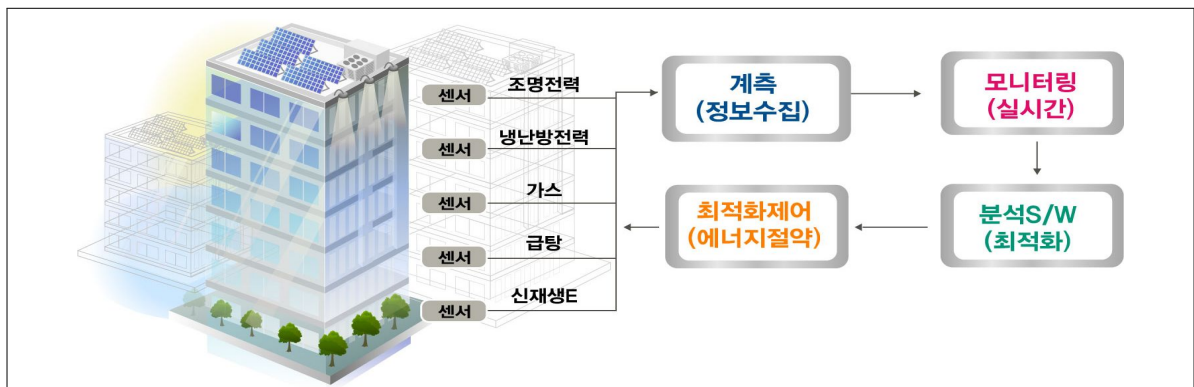 센서
조명전력
센서
냉난방전력
센서
가스
센서
급탕
센서
신재생E
계측
(정보수집)
모니터링
(실시간)
최적화제어
(에너지절약)
분석S/W
(최적화)